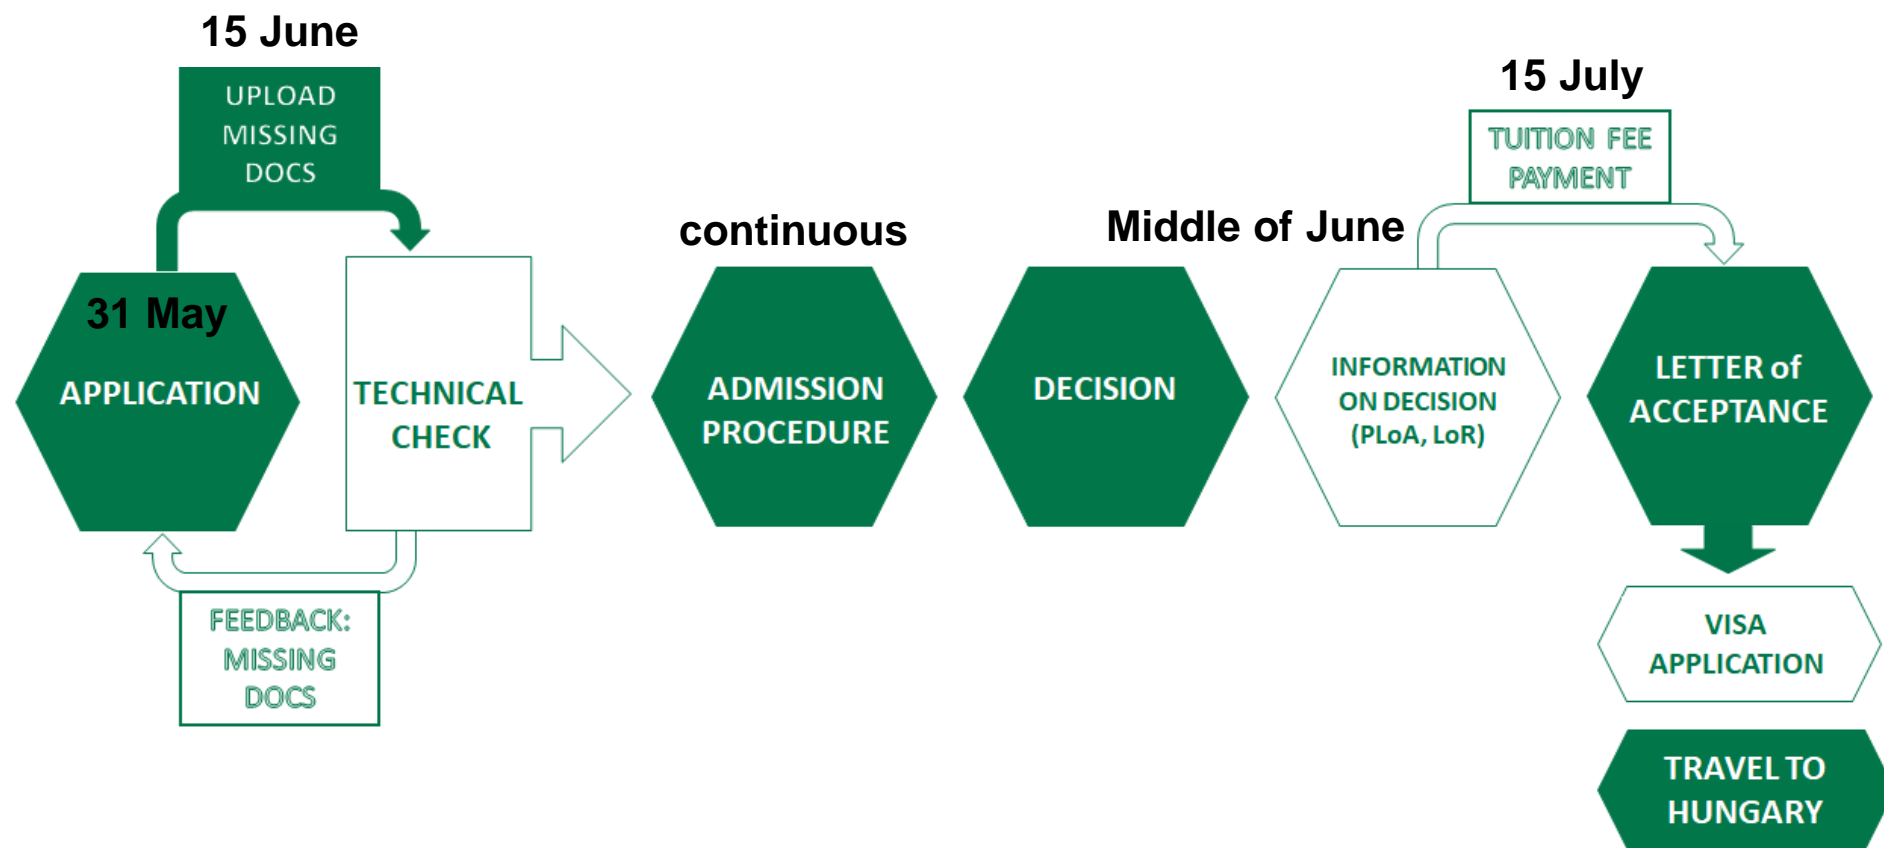 15 June
UPLOAD
MISSING
DOCS
31 May
APPLICATION
TECHNICAL
CHECK
FEEDBACK:
MISSING
DOCS
continuous
ADMISSION
PROCEDURE
DECISION
Middle of June
INFORMATION
ON DECISION
(PLoA, LoR)
15 July
TUITION FEE
PAYMENT
LETTER of
ACCEPTANCE
VISA
APPLICATION
TRAVEL TO
HUNGARY